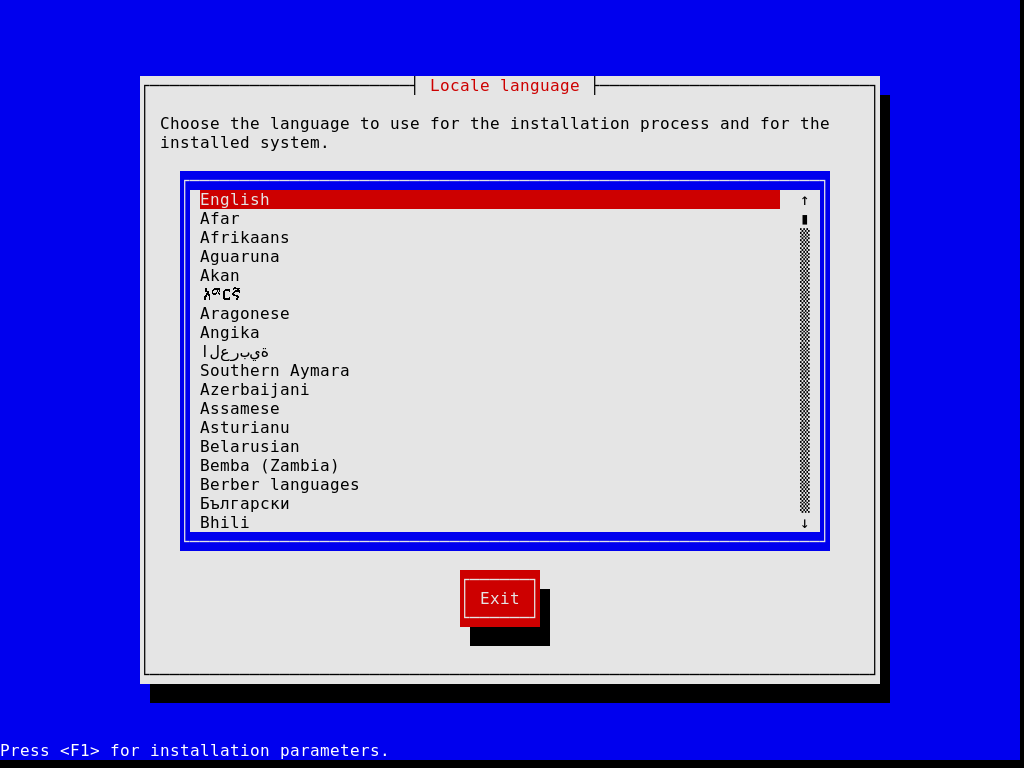 Locale language
Choose the language to use for the installation process and for the
installed system.
English
Afar
Afrikaans
Aguaruna
Akan
አማርኛ
Aragonese
Angika
العربية
Southern Aymara
Azerbaijani
Assamese
Asturianu
Belarusian
Bemba (Zambia)
Berber languages
Български
Bhili
Exit
Press <F1> for installation parameters.